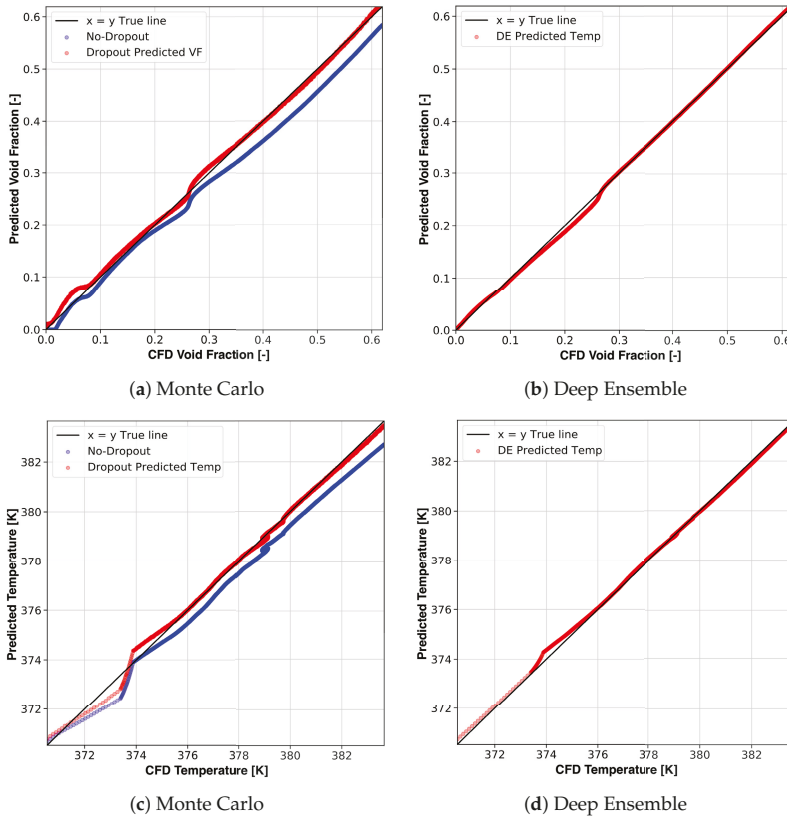 x = y True line
No-Dropout
Dropout Predicted VF
Predicted Void Fraction [-]
0.6
0.5
0.4
0.3
0.2
0.1
0.0
0.0 0.1 0.2 0.3 0.4 0.5 0.6
CFD Void Fraction [-]
(a) Monte Carlo
x = y True line
DE Predicted Temp
Predicted Void Fraction [-]
0.6
0.5
0.4
0.3
0.2
0.1
0.0
0.0 0.1 0.2 0.3 0.4 0.5 0.6
CFD Void Fraction [-]
(b) Deep Ensemble
x = y True line
No-Dropout
Dropout Predicted Temp
Predicted Temperature [K]
382
380
370
376
374
372
372 374 376 378 380 382
CFD Temperature [K]
(c) Monte Carlo
x = y True line
DE Predicted Temp
Predicted Temperature [K]
382
380
378
376
374
372
372 374 376 378 380 382
CFD Temperature [K]
(d) Deep Ensemble